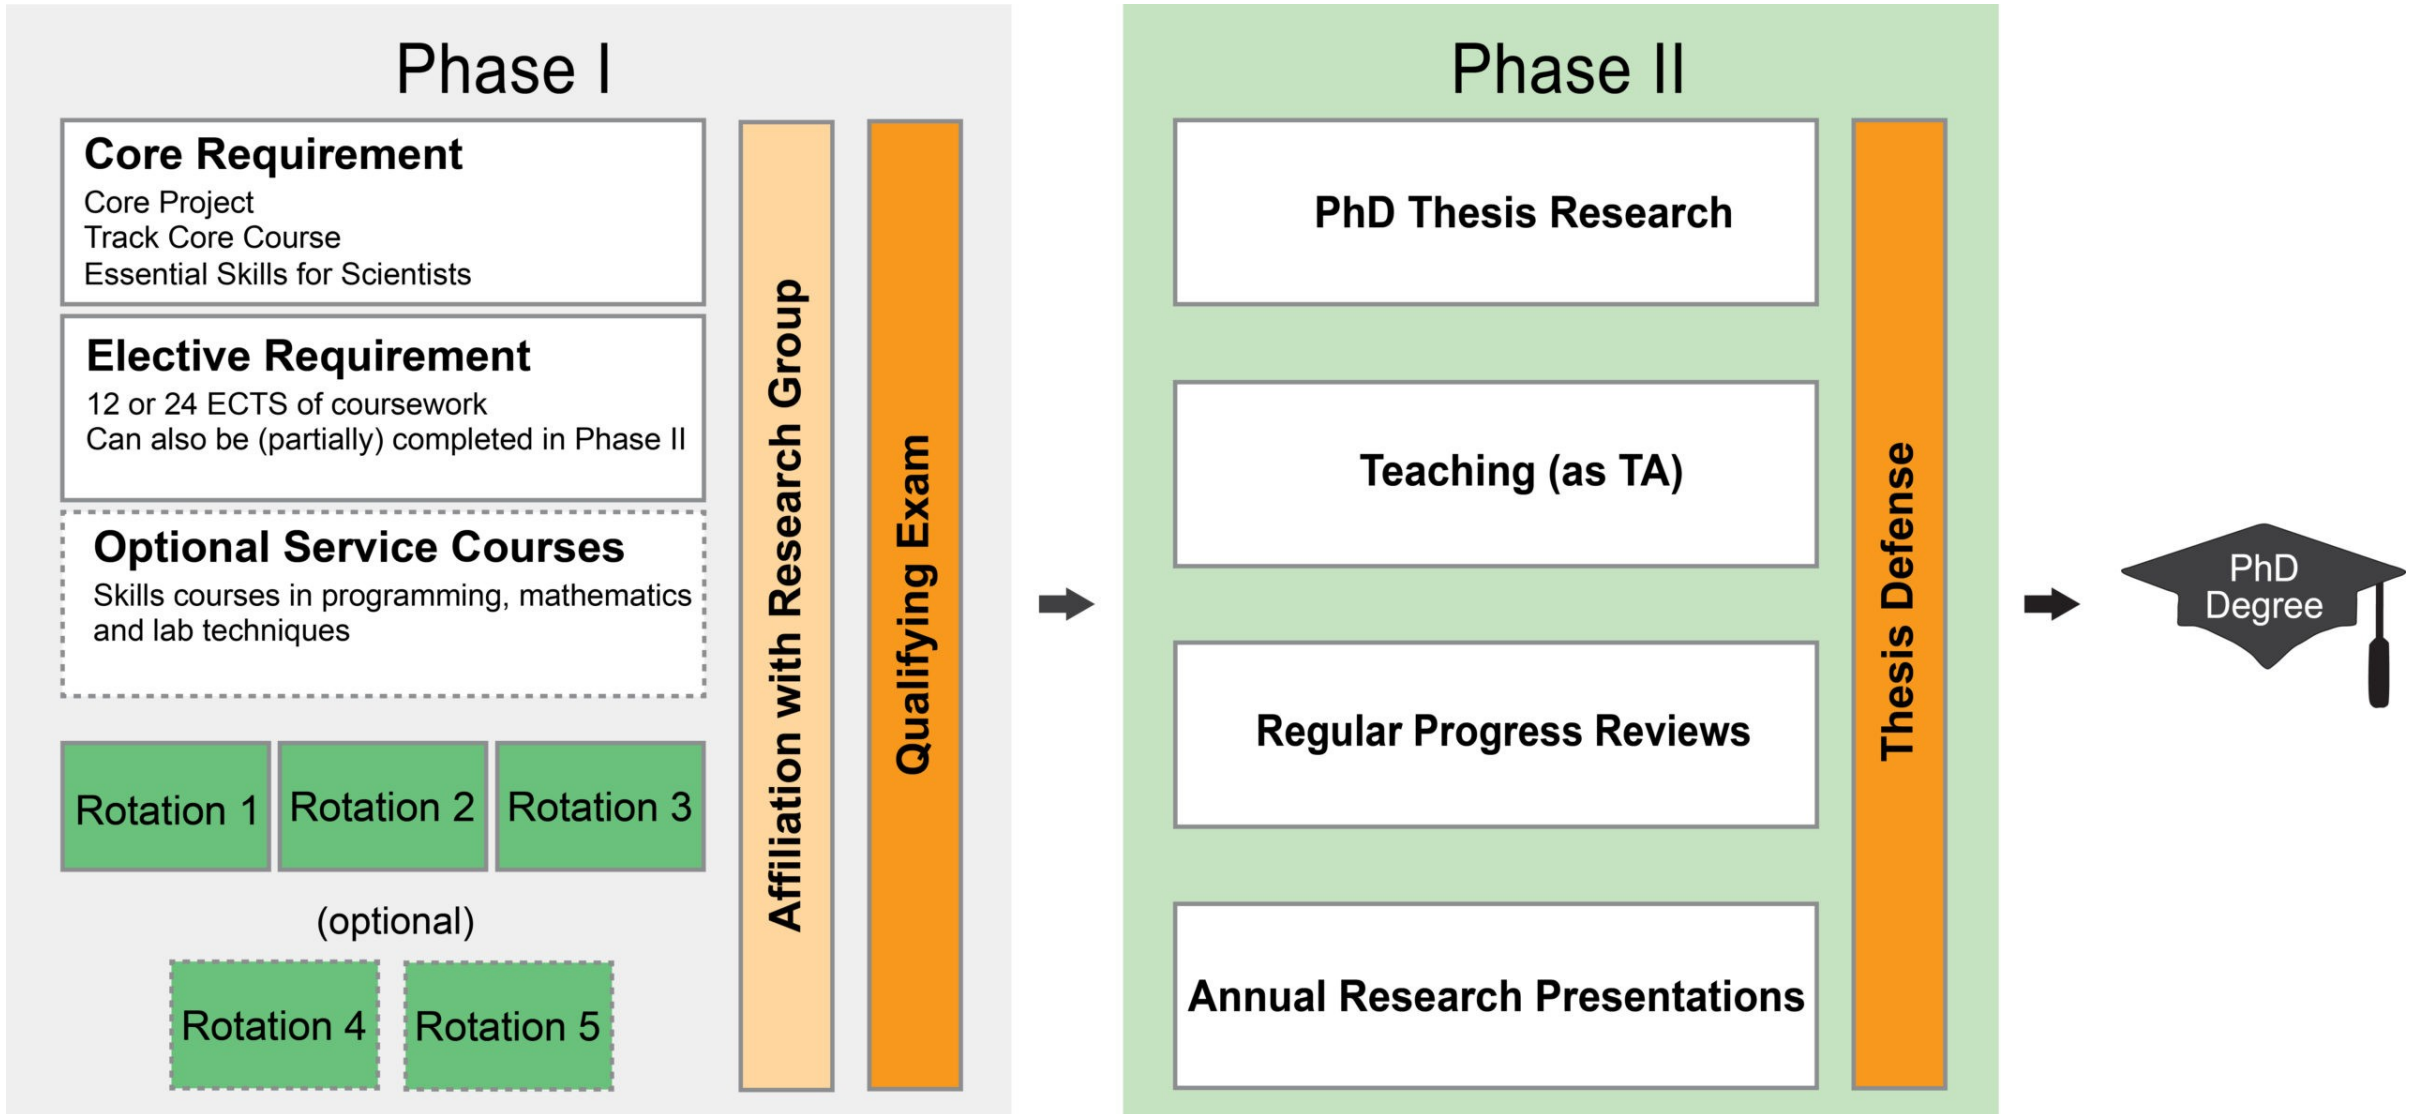 Phase I
Core Requirement
Core Project
Track Core Course
Essential Skills for Scientists
Elective Requirement
12 or 24 ECTS of coursework
Can also be (partially) completed in Phase II
Optional Service Courses
Skills courses in programming, mathematics
and lab techniques
Rotation 1
Rotation 2
Rotation 3
(optional)
Rotation 4
Rotation 5
Affiliation with Research Group
Qualifying Exam
Phase II
PhD Thesis Research
Teaching (as TA)
Regular Progress Reviews
Annual Research Presentations
Thesis Defense
PhD
Degree